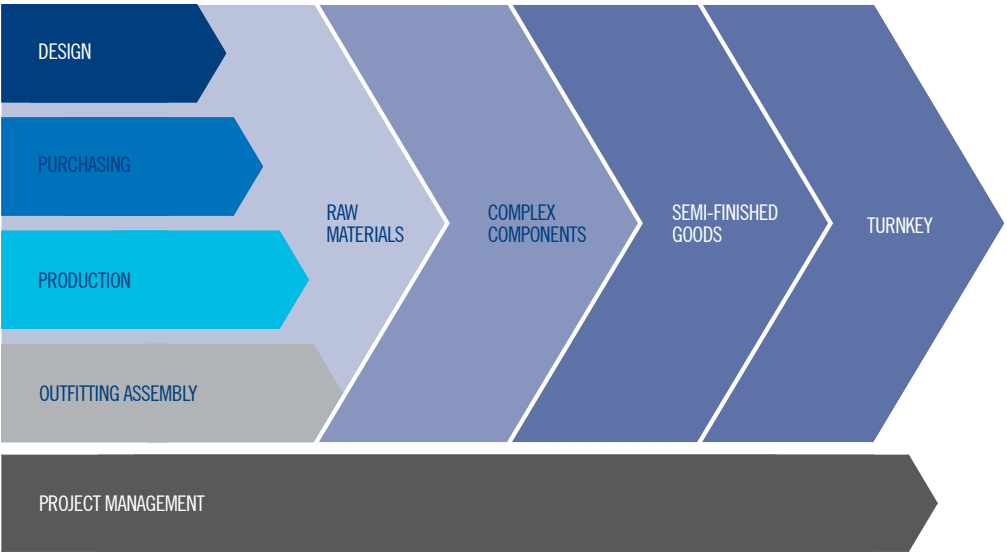 DESIGN
PURCHASING
PRODUCTION
OUTFITTING ASSEMBLY
RAW
MATERIALS
COMPLEX
COMPONENTS
SEMI-FINISHED
GOODS
TURNKEY
PROJECT MANAGEMENT